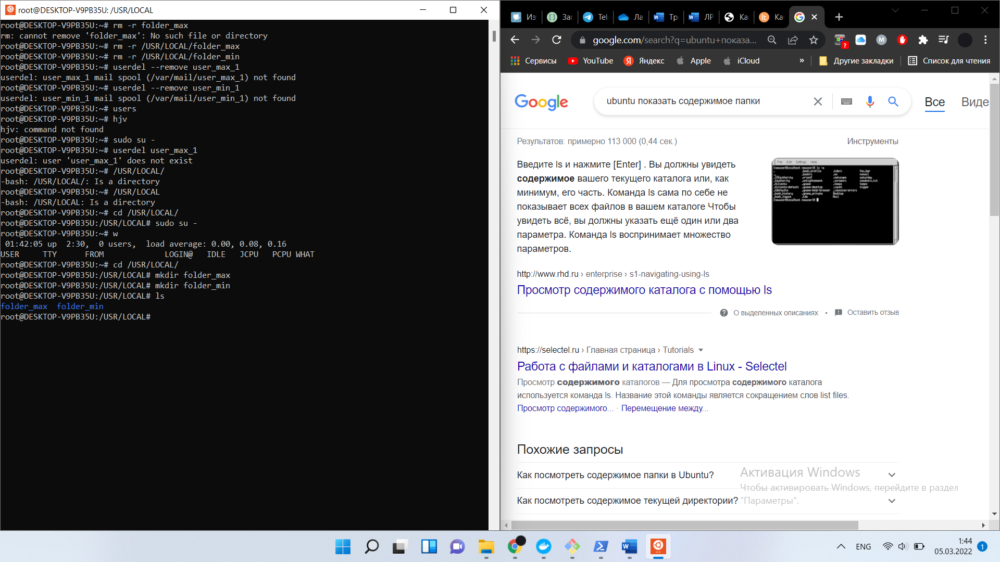 root@DESKTOP-V9PB35U: /USR/LOCAL
root@DESKTOP-V9PB35U:~# rm -r folder_max
rm: cannot remove 'folder_max': No such file or directory
root@DESKTOP-V9PB35U:~# rm -r /USR/LOCAL/folder_max
root@DESKTOP-V9PB35U:~# rm -r /USR/LOCAL/folder_min
root@DESKTOP-V9PB35U:~# userdel --remove user_max_1
userdel: user_max_1 mail spool (/var/mail/user_max_1) not found
root@DESKTOP-V9PB35U:~# userdel --remove user_min_1
userdel: user_min_1 mail spool (/var/mail/user_min_1) not found
root@DESKTOP-V9PB35U:~# users
root@DESKTOP-V9PB35U:~# hjv
hjv: command not found
root@DESKTOP-V9PB35U:~# sudo su -
root@DESKTOP-V9PB35U:~# userdel user_max_1
userdel: user 'user_max_1' does not exist
root@DESKTOP-V9PB35U:~# /USR/LOCAL/
-bash: /USR/LOCAL/: Is a directory
root@DESKTOP-V9PB35U:~# /USR/LOCAL
-bash: /USR/LOCAL: Is a directory
root@DESKTOP-V9PB35U:~# cd /USR/LOCAL/
root@DESKTOP-V9PB35U:/USR/LOCAL# sudo su -
root@DESKTOP-V9PB35U:~# w
01:42:05 up  2:30,  0 users,  load average: 0.00, 0.08, 0.16
USER     TTY      FROM             LOGIN@   IDLE   JCPU   PCPU WHAT
root@DESKTOP-V9PB35U:~# cd /USR/LOCAL/
root@DESKTOP-V9PB35U:/USR/LOCAL# mkdir folder_max
root@DESKTOP-V9PB35U:/USR/LOCAL# mkdir folder_min
root@DESKTOP-V9PB35U:/USR/LOCAL# ls
folder_max  folder_min
root@DESKTOP-V9PB35U:/USR/LOCAL#
Из Заг Tele Ла Тр ЛР Ка Ка
google.com/search?q=ubuntu+показа...
Сервисы YouTube Яндекс Apple iCloud » Другие закладки Список для чтения
Google ubuntu показать содержимое папки Все Виде
Результатов: примерно 113 000 (0,44 сек.) Инструменты
Введите ls и нажмите [Enter] . Вы должны увидеть
содержимое вашего текущего каталога или, как
минимум, его часть. Команда ls сама по себе не
показывает всех файлов в вашем каталоге Чтобы
увидеть всё, вы должны указать ещё один или два
параметра. Команда ls воспринимает множество
параметров.
http://www.rhd.ru › enterprise › s1-navigating-using-ls
Просмотр содержимого каталога с помощью ls
О выделенных описаниях • Оставить отзыв
https://selectel.ru › Главная страница › Tutorials
Работа с файлами и каталогами в Linux - Selectel
Просмотр содержимого каталогов — Для просмотра содержимого каталога
используется команда ls. Название этой команды является сокращением слов list files.
Просмотр содержимого... · Перемещение между...
Похожие запросы
Как посмотреть содержимое папки в Ubuntu?
Как посмотреть содержимое текущей директории?
Активация Windows
Чтобы активировать Windows, перейдите в раздел
"Параметры".
ENG 1:44
05.03.2022 1